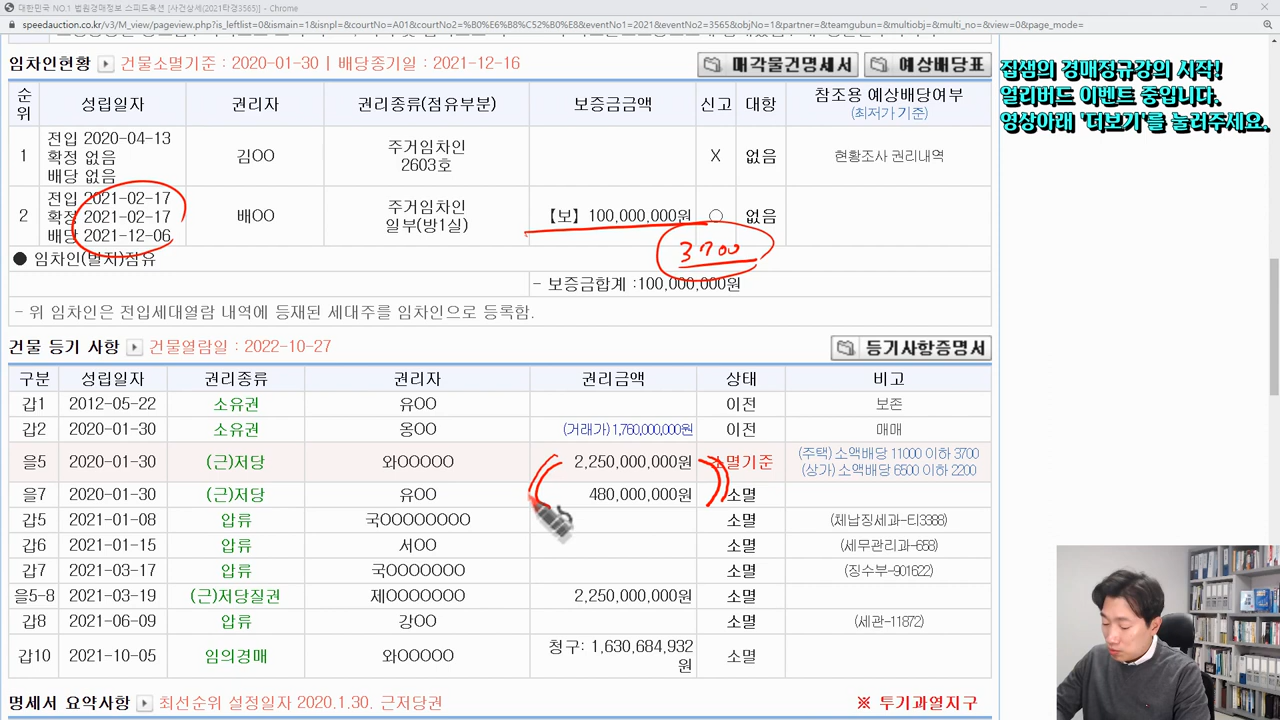 대한민국 NO.1 법원경매정보 스피드옥션 [사건상세(2021타경3565)] - Chrome
speedauction.co.kr/v3/M_view/pageview.php?is_leftlist=0&ismain=1&isnpl=&courtNo=A01&courtNo2=%B0%E6%B8%C52%B0%E8&eventNo1=2021&eventNo2=3565&objNo=1&partner=&teamgubun=&multiobj=&multi_no=&view=0&page_mode=
임차인현황 건물소멸기준 : 2020-01-30 | 배당종기일 : 2021-12-16 매각물건명세서 예상배당표
순위 성립일자 권리자 권리종류(점유부분) 보증금금액 신고 대항 참조용 예상배당여부
(최저가 기준)
1 전입 2020-04-13
확정 없음
배당 없음
김OO 주거임차인
2603호
X 없음 현황조사 권리내역
2 전입 2021-02-17
확정 2021-02-17
배당 2021-12-06
배OO 주거임차인
일부(방1실)
【보】 100,000,000원 ○ 없음
3700
● 임차인(별지)점유
- 보증금합계 :100,000,000원
- 위 임차인은 전입세대열람 내역에 등재된 세대주를 임차인으로 등록함.
건물 등기 사항 건물열람일 : 2022-10-27 등기사항증명서
구분 성립일자 권리종류 권리자 권리금액 상태 비고
갑1 2012-05-22 소유권 유OO 이전 보존
갑2 2020-01-30 소유권 옹OO (거래가) 1,760,000,000원 이전 매매
을5 2020-01-30 (근)저당 와OOOOO 2,250,000,000원 소멸기준 (주택) 소액배당 11000 이하 3700
(상가) 소액배당 6500 이하 2200
을7 2020-01-30 (근)저당 유OO 480,000,000원 소멸
갑5 2021-01-08 압류 국OOOOOOOO 소멸 (체납징세과-티3388)
갑6 2021-01-15 압류 서OO 소멸 (세무관리과-658)
갑7 2021-03-17 압류 국OOOOOOO 소멸 (징수부-901622)
을5-8 2021-03-19 (근)저당질권 제OOOOOOO 2,250,000,000원 소멸
갑8 2021-06-09 압류 강OO 소멸 (세관-11872)
갑10 2021-10-05 임의경매 와OOOOO 청구: 1,630,684,932
원
소멸
명세서 요약사항 최선순위 설정일자 2020.1.30. 근저당권 ※ 투기과열지구
집샘의 경매정규강의 시작!
얼리버드 이벤트 중입니다.
영상아래 '더보기'를 눌러주세요.